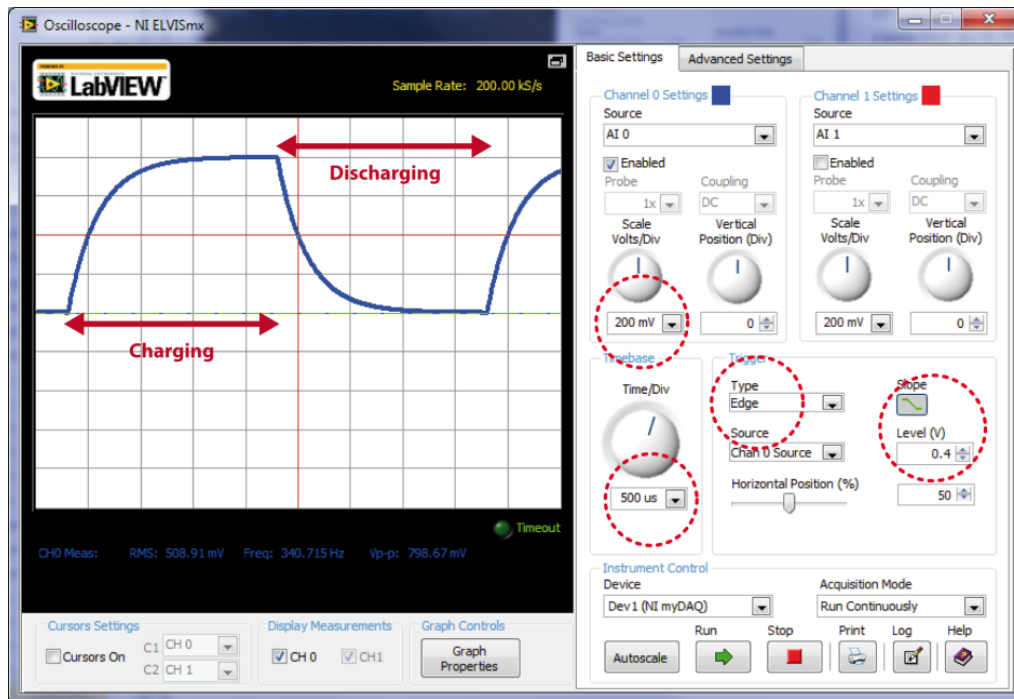 Oscilloscope - NI ELVISmx
LabVIEW
Sample Rate: 200.00 kS/s
Discharging
Charging
Timeout
CH0 Meas: RMS: 508.91 mV Freq: 340.715 Hz Vp-p: 798.67 mV
Cursors Settings
Cursors On
C1 CH 0
C2 CH 1
Display Measurements
CH 0 CH1
Graph Controls
Graph
Properties
Basic Settings Advanced Settings
Channel 0 Settings
Source
AI 0
Enabled
Probe Coupling
1x DC
Scale Vertical
Volts/Div Position (Div)
200 mV 0
Channel 1 Settings
Source
AI 1
Enabled
Probe Coupling
1x DC
Scale Vertical
Volts/Div Position (Div)
200 mV 0
Timebase
Time/Div
500 us
Trigger
Type
Edge
Slope
Source
Chan 0 Source
Level (V)
0.4
Horizontal Position (%)
50
Instrument Control
Device
Dev1 (NI myDAQ)
Acquisition Mode
Run Continuously
Run Stop Print Log Help
Autoscale